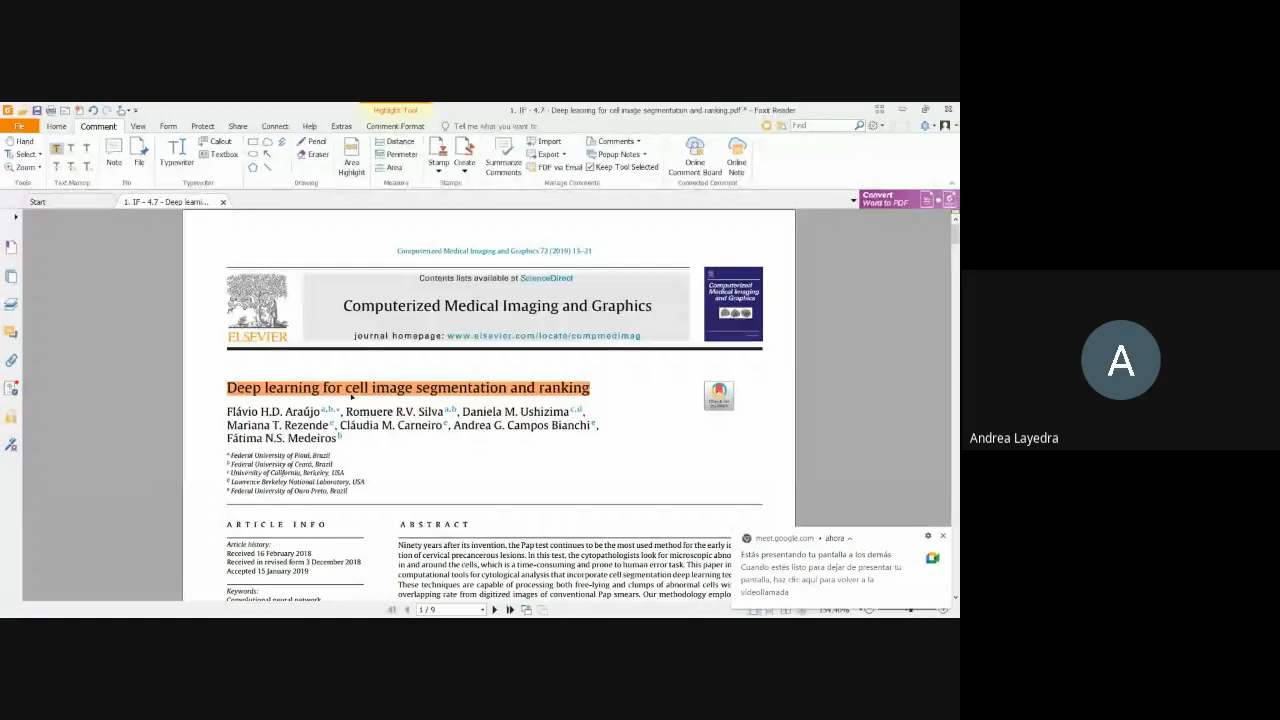 Highlight Tool
1. IF - 4.7 - Deep learning for cell image segmentation and ranking.pdf * - Foxit Reader
File Home Comment View Form Protect Share Connect Help Extras Comment Format Tell me what you want to
Find
Hand
Select
Zoom
Tools
Text Markup
Note
File
Pin
Typewriter
Callout
Textbox
Typewriter
Pencil
Eraser
Drawing
Area
Highlight
Distance
Perimeter
Area
Measure
Stamp
Create
Stamps
Summarize
Comments
Import
Export
FDF via Email
Comments
Popup Notes
Keep Tool Selected
Manage Comments
Online
Comment Board
Online
Note
Connected Comment
Start
1. IF - 4.7 - Deep learni...
Convert
Word to PDF
Computerized Medical Imaging and Graphics 72 (2019) 13–21
Contents lists available at ScienceDirect
Computerized Medical Imaging and Graphics
journal homepage: www.elsevier.com/locate/compmedimag
ELSEVIER
Computerized
Medical Imaging
and Graphics
Deep learning for cell image segmentation and ranking
Flávio H.D. Araújo a,b,*, Romuere R.V. Silva a,b, Daniela M. Ushizima c,d,
Mariana T. Rezende e, Cláudia M. Carneiro e, Andrea G. Campos Bianchi e,
Fátima N.S. Medeiros b
a Federal University of Piauí, Brazil
b Federal University of Ceará, Brazil
c University of California, Berkeley, USA
d Lawrence Berkeley National Laboratory, USA
e Federal University of Ouro Preto, Brazil
ARTICLE INFO
Article history:
Received 16 February 2018
Received in revised form 3 December 2018
Accepted 15 January 2019
Keywords:
Convolutional neural network
ABSTRACT
Ninety years after its invention, the Pap test continues to be the most used method for the early id
tion of cervical precancerous lesions. In this test, the cytopathologists look for microscopic abno
in and around the cells, which is a time-consuming and prone to human error task. This paper in
computational tools for cytological analysis that incorporate cell segmentation deep learning tec
These techniques are capable of processing both free-lying and clumps of abnormal cells wi
overlapping rate from digitized images of conventional Pap smears. Our methodology emplo
meet.google.com • ahora
Estás presentando tu pantalla a los demás
Cuando estés listo para dejar de presentar tu
pantalla, haz clic aquí para volver a la
videollamada
1 / 9
A
Andrea Layedra